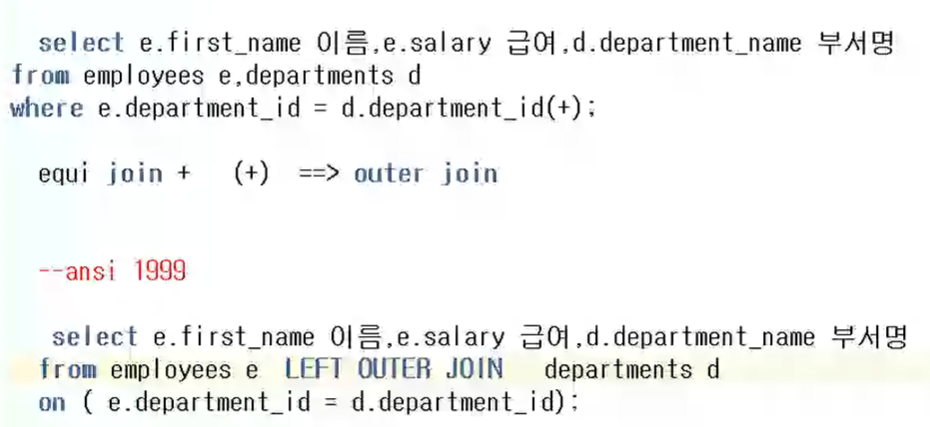 select e.first_name 이름,e.salary 급여,d.department_name 부서명
from employees e,departments d
where e.department_id = d.department_id(+);
equi join +   (+)  ==> outer join
--ansi 1999
select e.first_name 이름,e.salary 급여,d.department_name 부서명
from employees e  LEFT OUTER JOIN   departments d
on ( e.department_id = d.department_id);